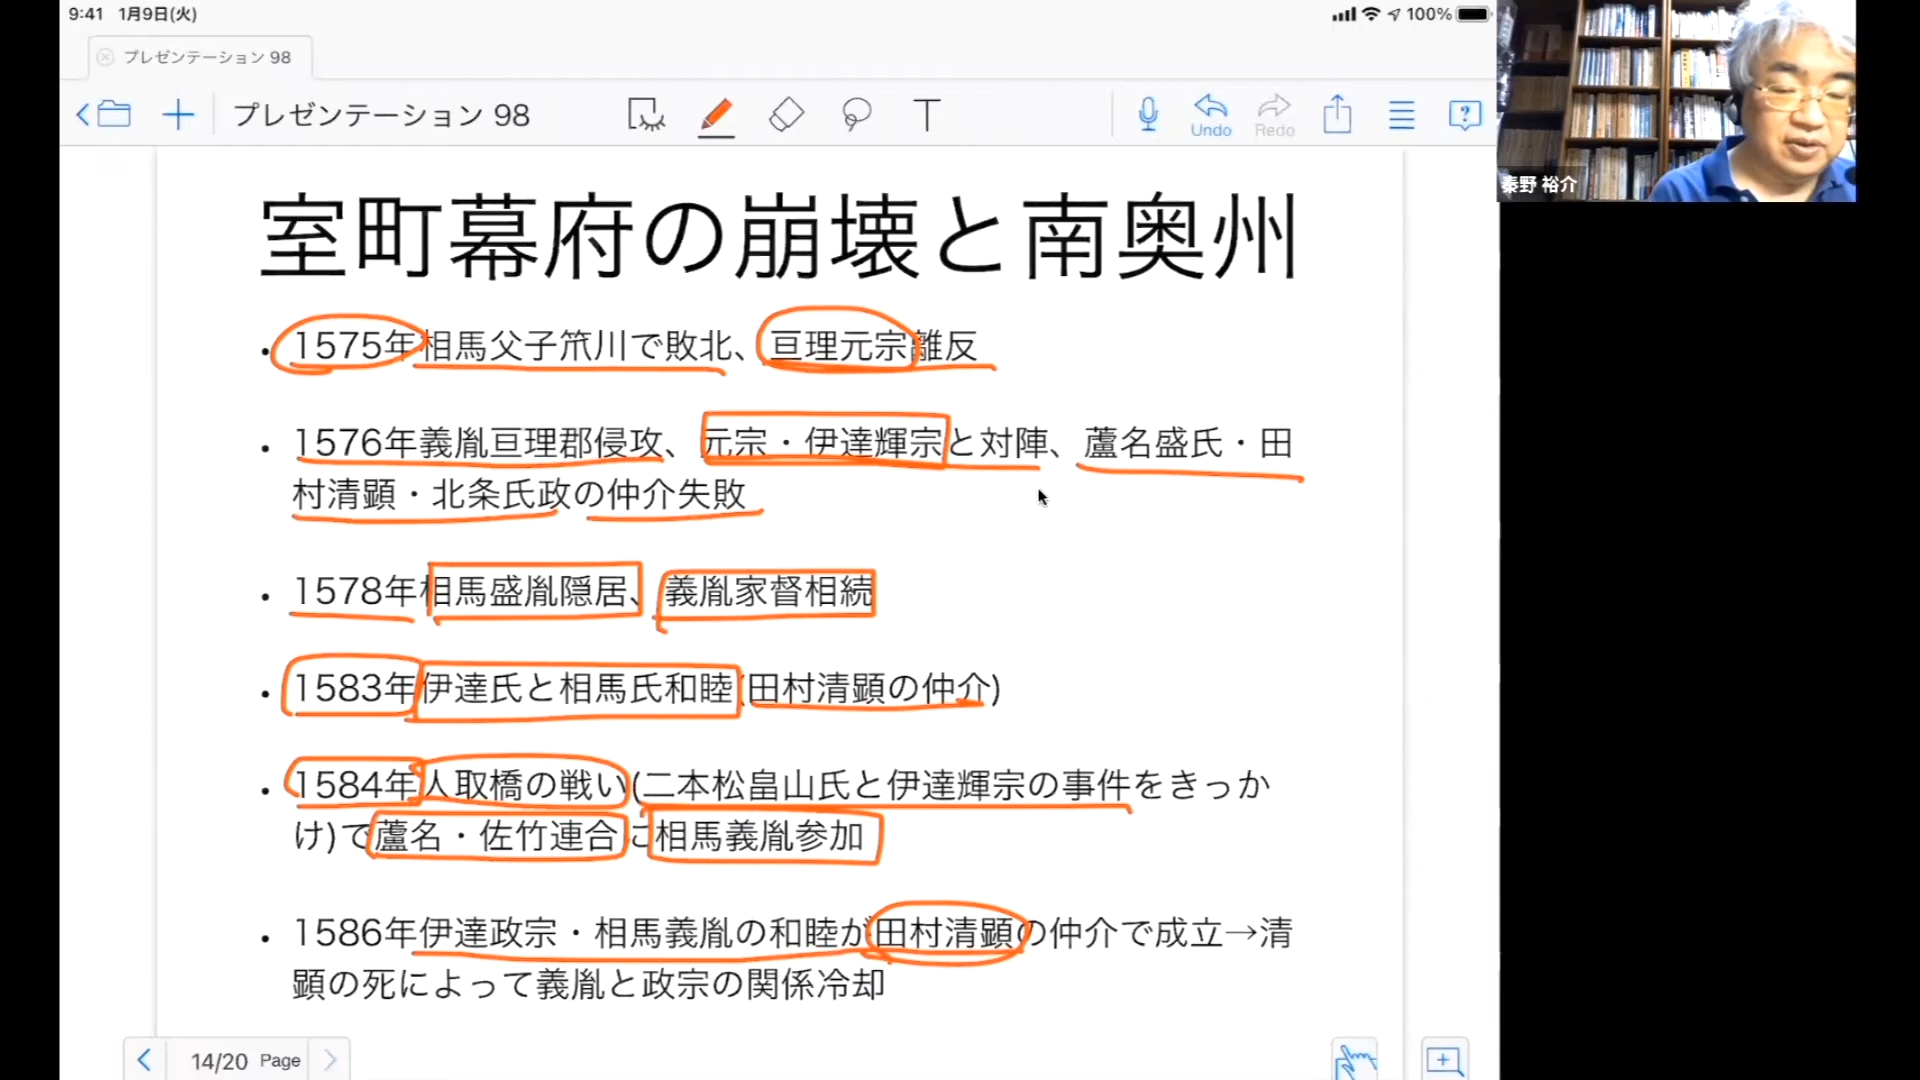 9:41 1月9日(火)
100%
プレゼンテーション 98
プレゼンテーション 98
Undo
Redo
秦野 裕介
室町幕府の崩壊と南奥州
・1575年相馬父子笊川で敗北、亘理元宗離反
・1576年義胤亘理郡侵攻、元宗・伊達輝宗と対陣、蘆名盛氏・田
村清顕・北条氏政の仲介失敗
・1578年相馬盛胤隠居、義胤家督相続
・1583年伊達氏と相馬氏和睦(田村清顕の仲介)
・1584年人取橋の戦い(二本松畠山氏と伊達輝宗の事件をきっか
け)で蘆名・佐竹連合に相馬義胤参加
・1586年伊達政宗・相馬義胤の和睦が田村清顕の仲介で成立→清
顕の死によって義胤と政宗の関係冷却
14/20 Page